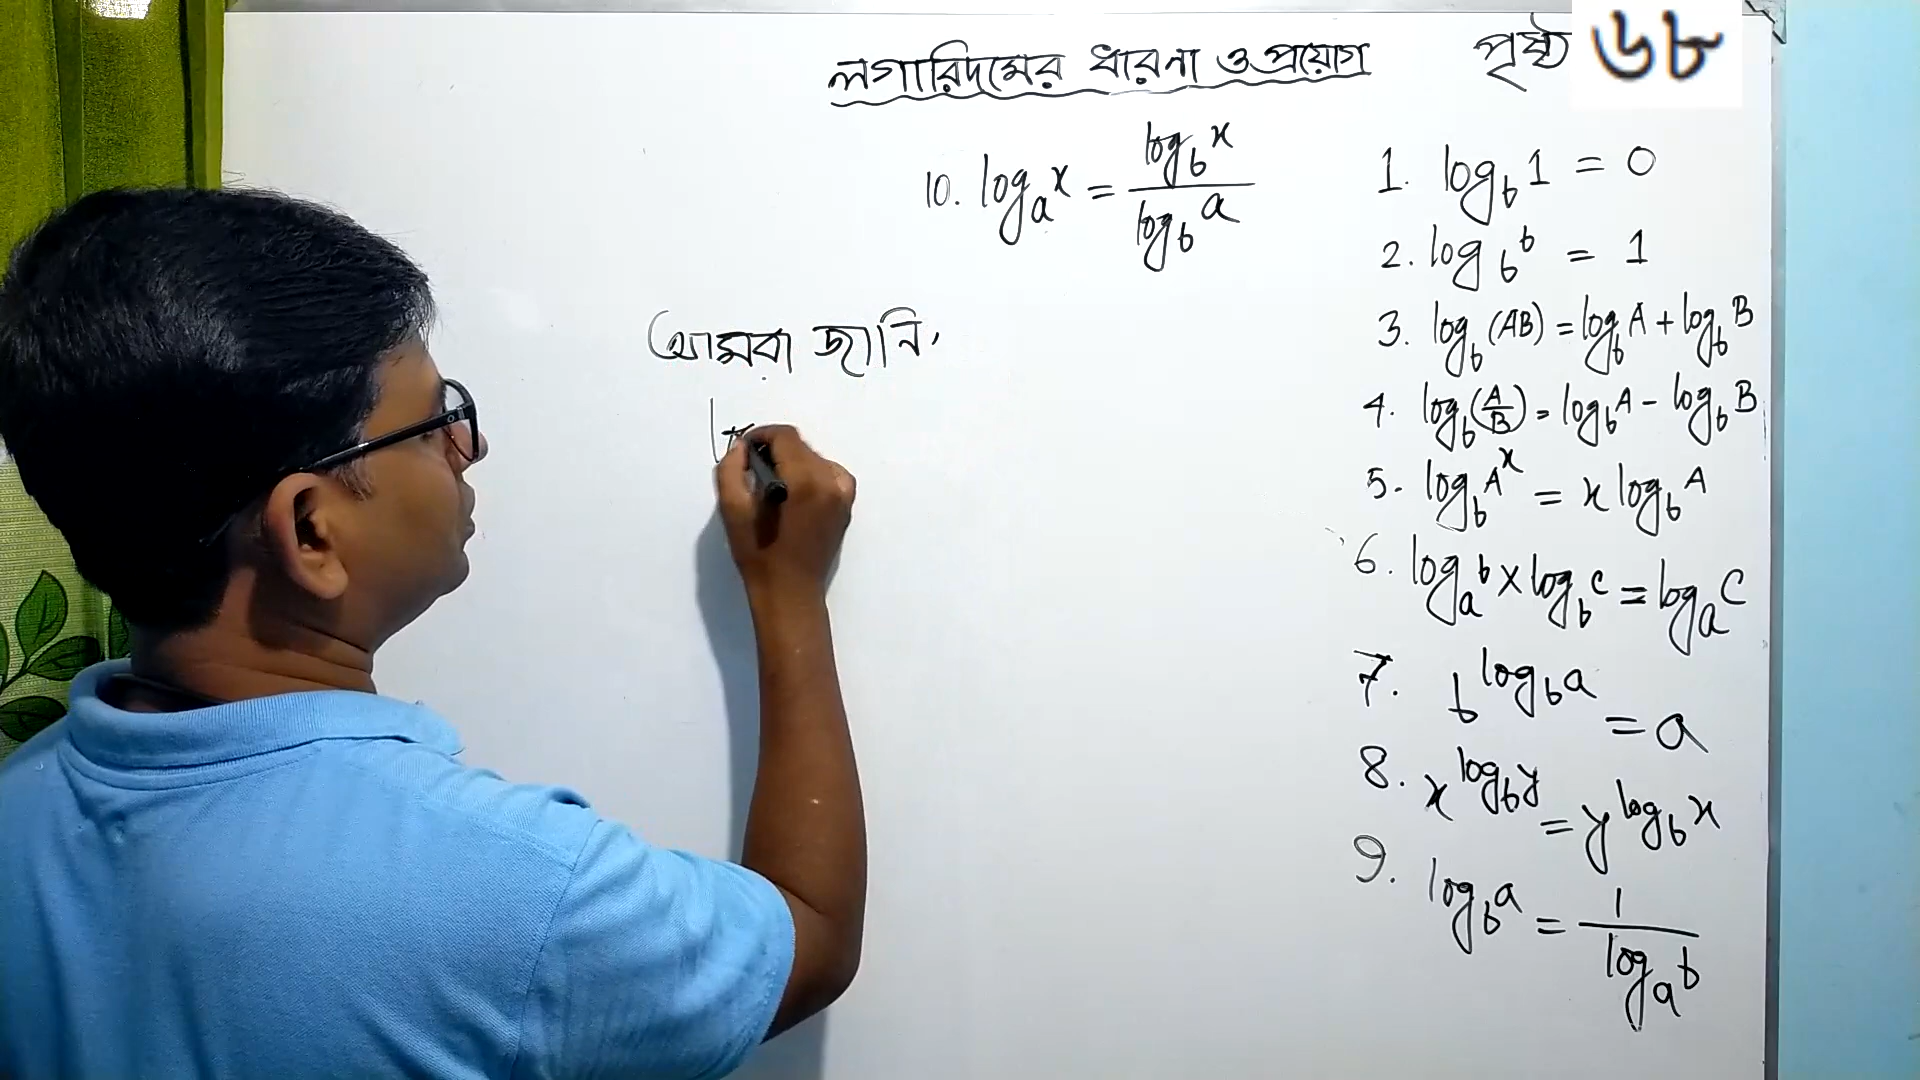 লগারিদমের ধারনা ও প্রয়োগ পৃষ্ঠ ৬৮
10. log_a x = (log_b x)/(log_b a)
আমরা জানি,
1. log_b 1 = 0
2. log_b b = 1
3. log_b (AB) = log_b A + log_b B
4. log_b (A/B) = log_b A - log_b B
5. log_b A^x = x log_b A
6. log_a b × log_b c = log_a c
7. b^(log_b a) = a
8. x^(log_b y) = y^(log_b x)
9. log_b a = 1/(log_a b)